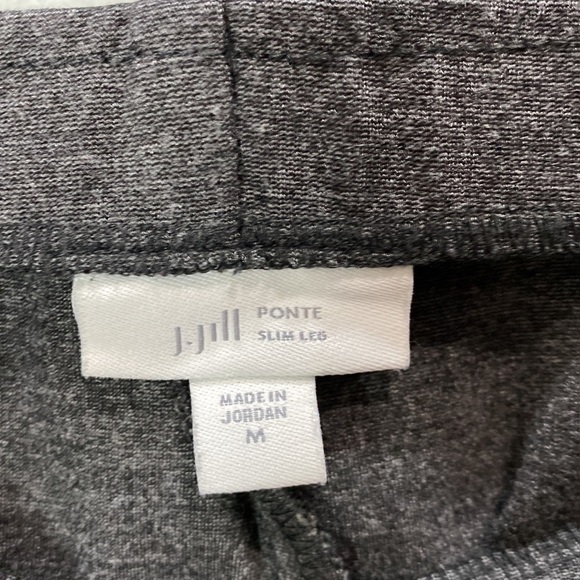 J.Jill
PONTE
SLIM LEG
MADE IN
JORDAN
M